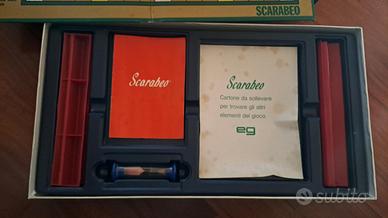 SCARABEO
Scarabeo
Scarabeo
Cartone da sollevare
per trovare gli altri
elementi del gioco.
eg
subito